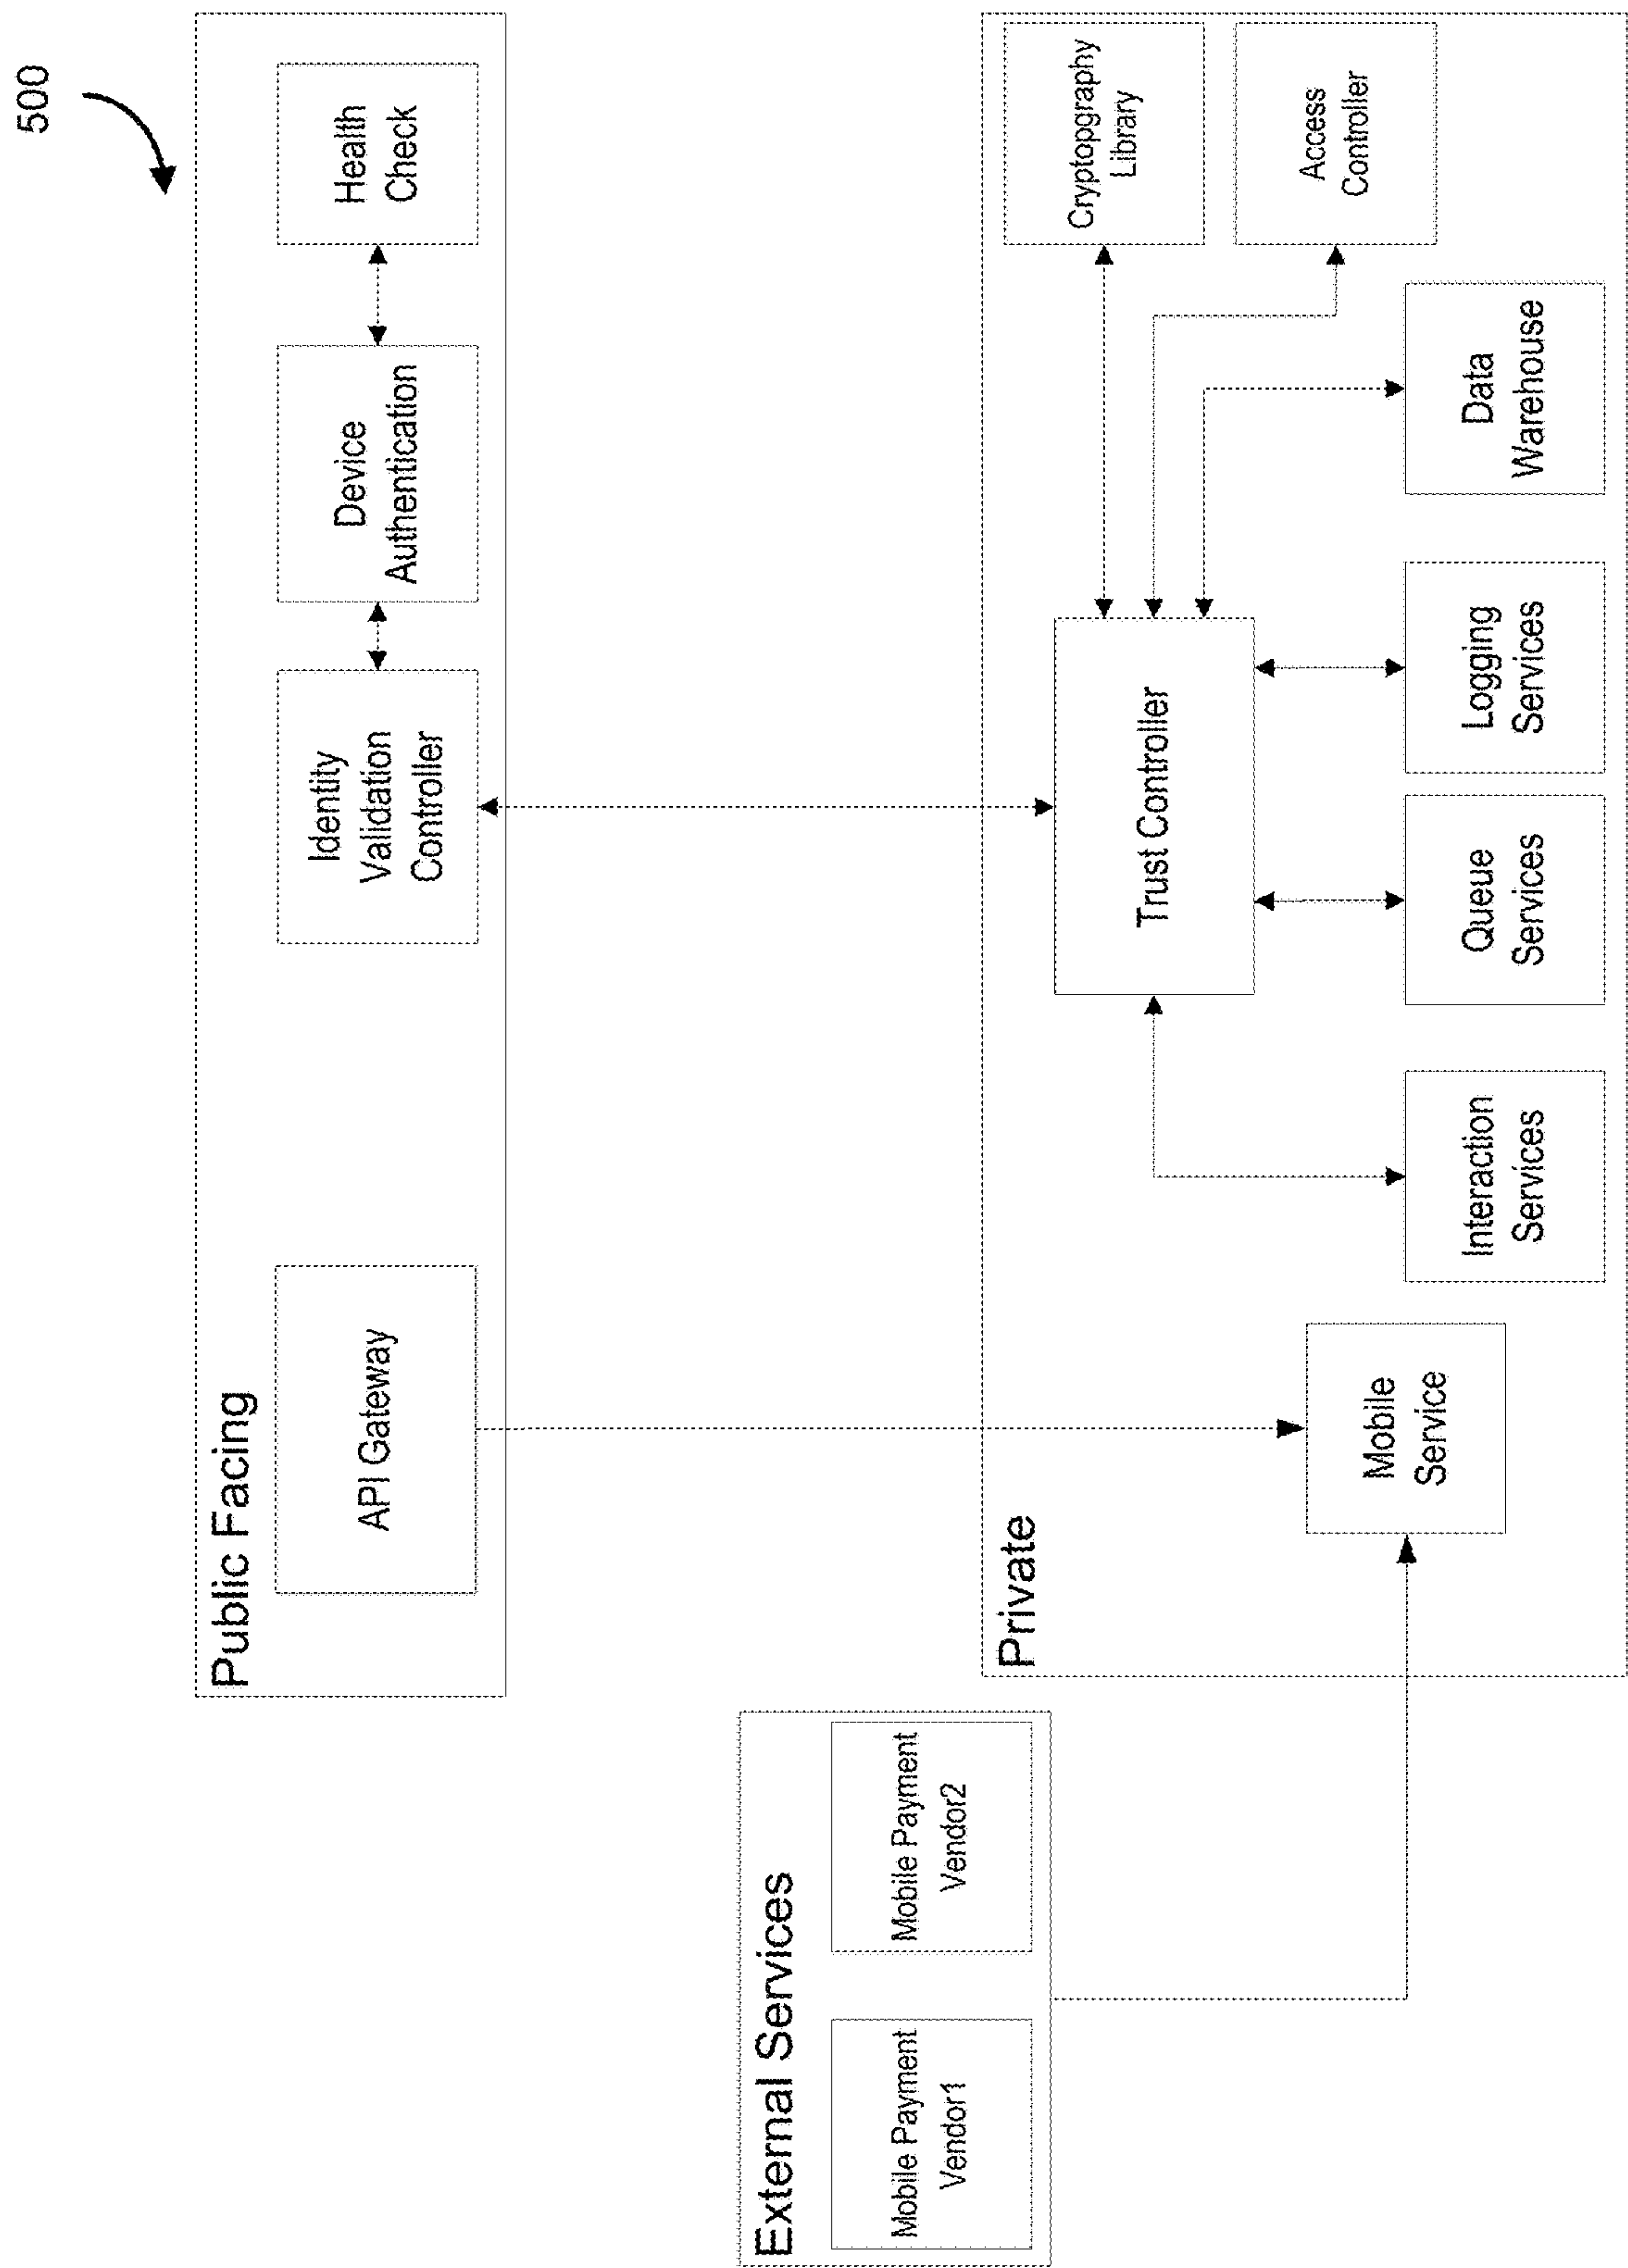 500
Public Facing
API Gateway
Identity
Validation
Controller
Device
Authentication
Health
Check
External Services
Mobile Payment
Vendor1
Mobile Payment
Vendor2
Private
Mobile
Service
Trust Controller
Cryptopgraphy
Library
Access
Controller
Interaction
Services
Queue
Services
Logging
Services
Data
Warehouse